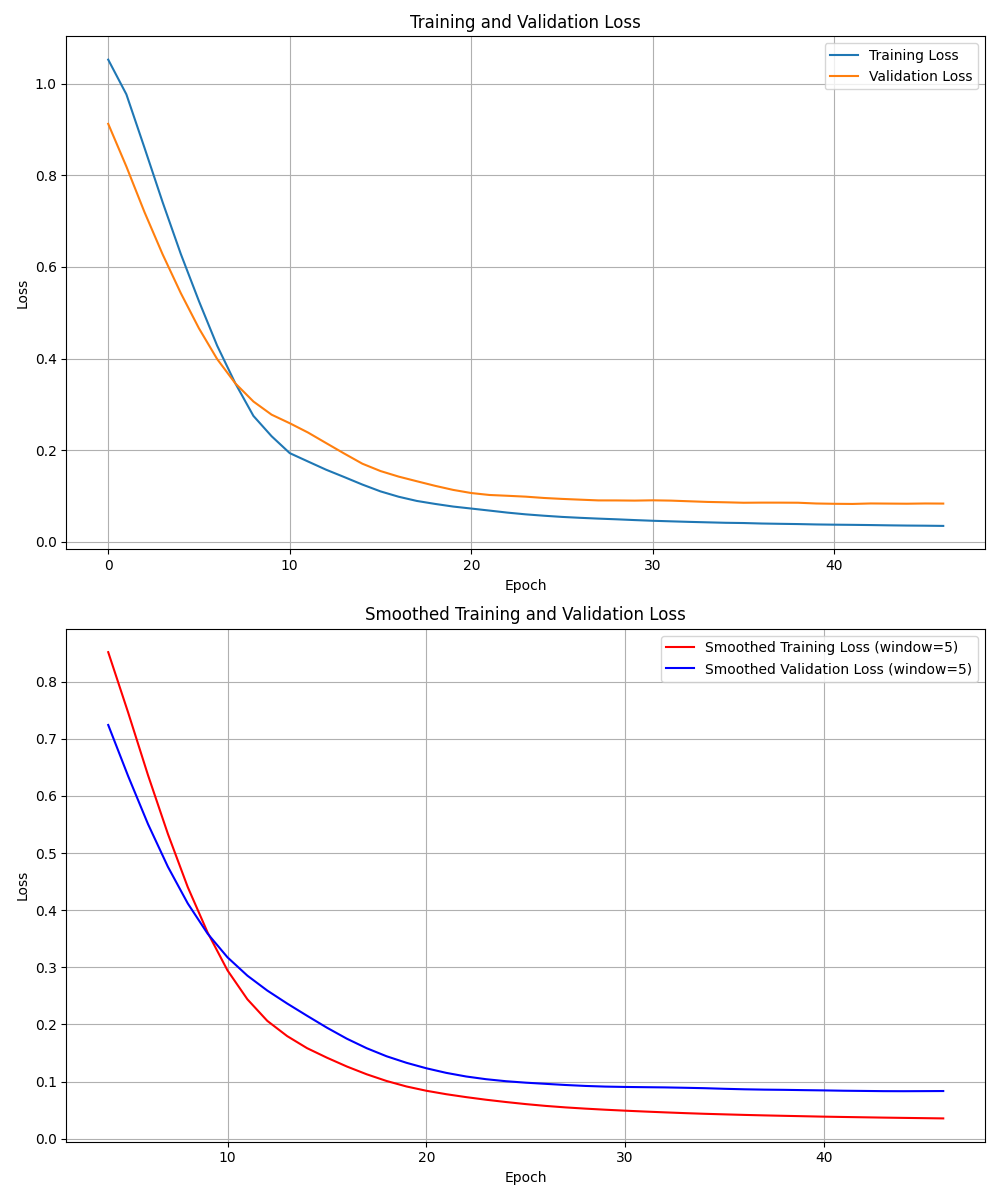 Training and Validation Loss
Training Loss
Validation Loss
1.0
0.8
0.6
0.4
0.2
0.0
Loss
0 10 20 30 40
Epoch
Smoothed Training and Validation Loss
Smoothed Training Loss (window=5)
Smoothed Validation Loss (window=5)
0.8
0.7
0.6
0.5
0.4
0.3
0.2
0.1
0.0
Loss
10 20 30 40
Epoch